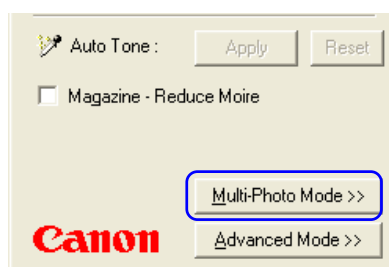 Auto Tone : Apply Reset
Magazine - Reduce Moire
Multi-Photo Mode >>
Canon Advanced Mode >>